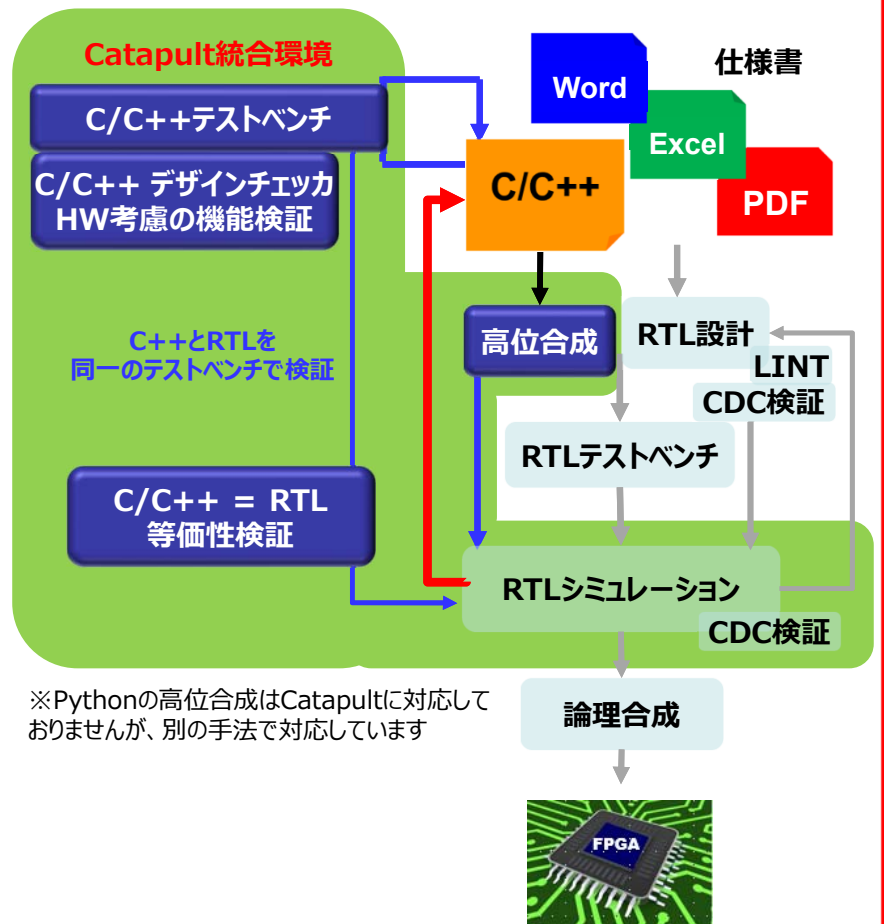 Catapult統合環境
仕様書
Word
Excel
PDF
C/C++テストベンチ
C/C++ デザインチェッカ
HW考慮の機能検証
C/C++
C++とRTLを
同一のテストベンチで検証
高位合成
RTL設計
LINT
CDC検証
RTLテストベンチ
C/C++ = RTL
等価性検証
RTLシミュレーション
CDC検証
※Pythonの高位合成はCatapultに対応して
おりませんが、別の手法で対応しています
論理合成
FPGA